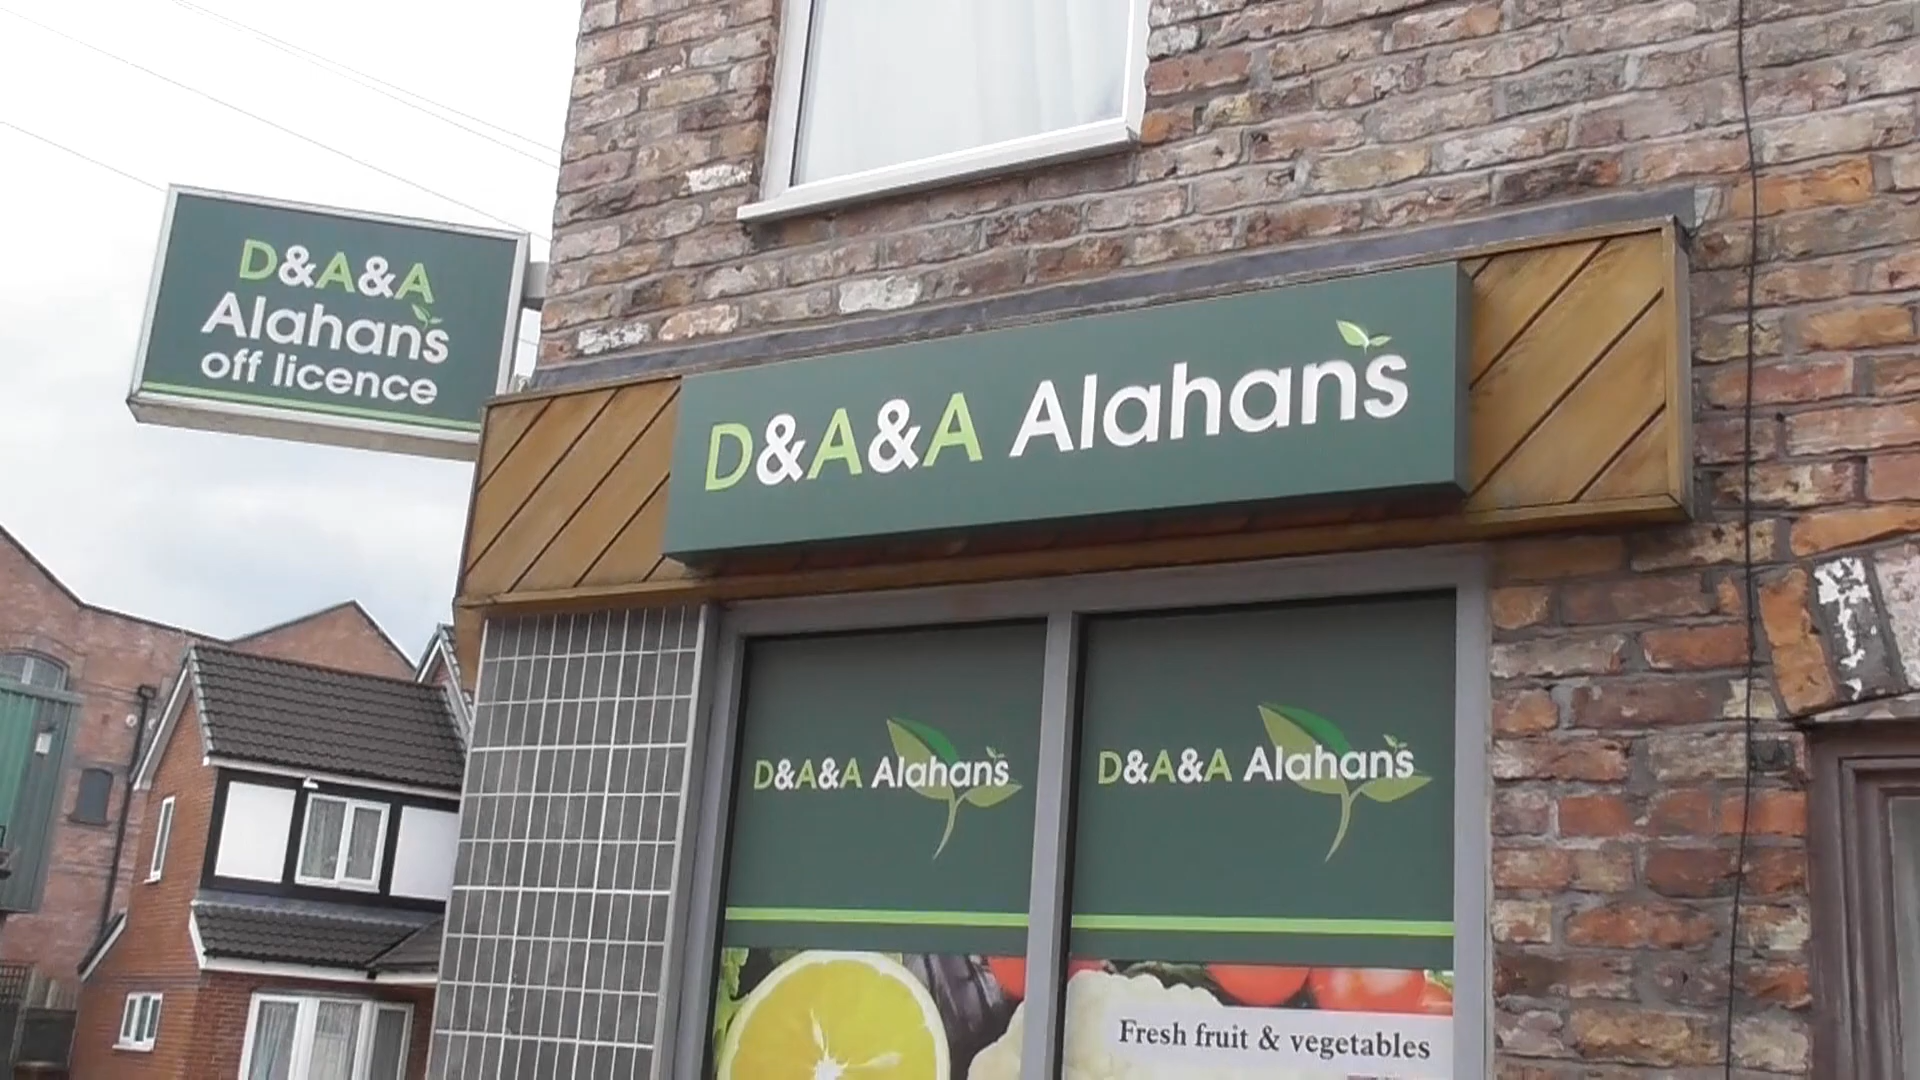 D&A&A
Alahan's
off licence
D&A&A Alahan's
D&A&A Alahan's
D&A&A Alahan's
Fresh fruit & vegetables